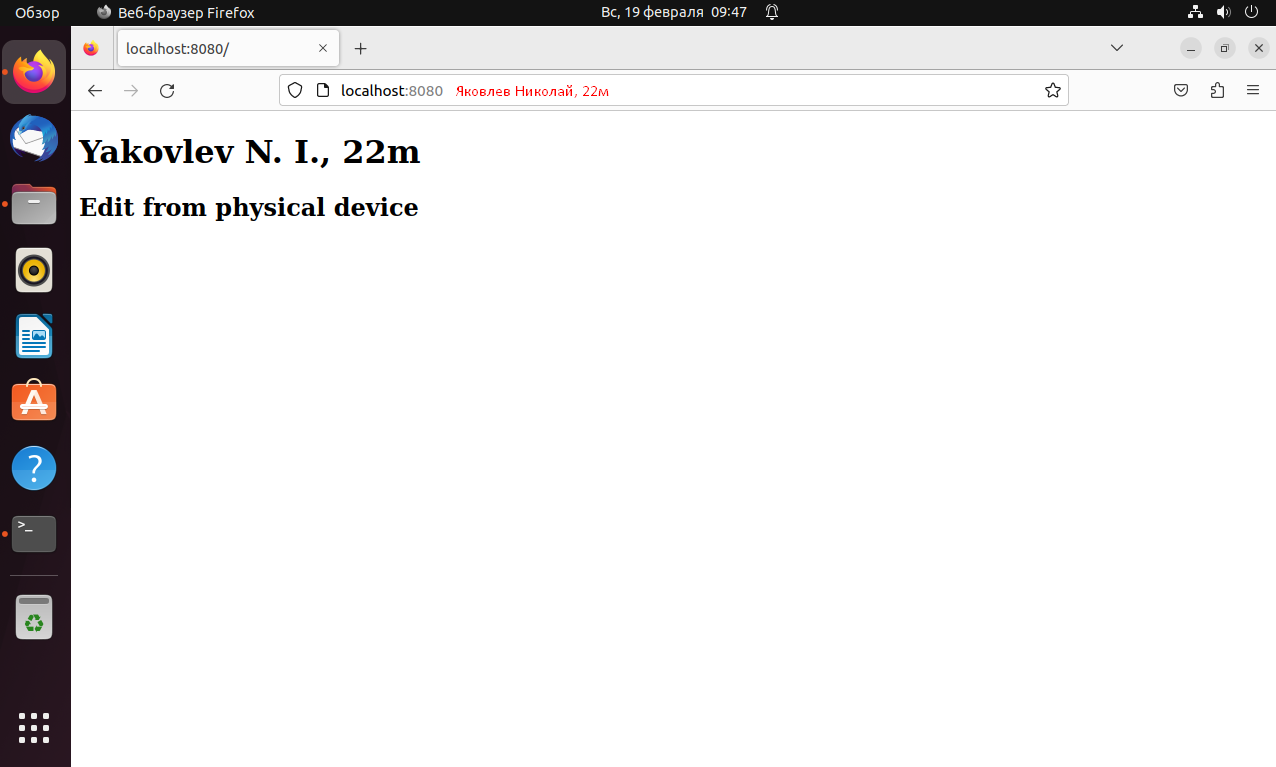 Обзор
Веб-браузер Firefox
Вс, 19 февраля 09:47
localhost:8080/
localhost:8080 Яковлев Николай, 22м
Yakovlev N. I., 22m
Edit from physical device
>_
?